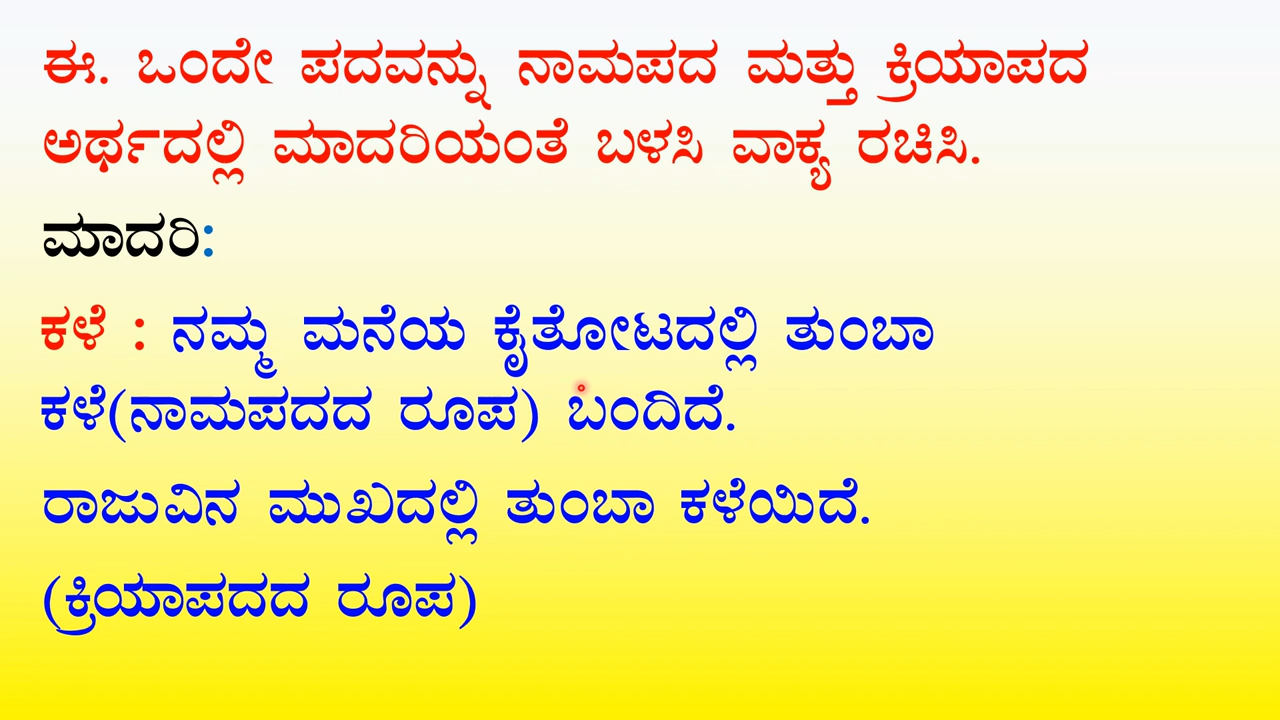 ಈ. ಒಂದೇ ಪದವನ್ನು ನಾಮಪದ ಮತ್ತು ಕ್ರಿಯಾಪದ
ಅರ್ಥದಲ್ಲಿ ಮಾದರಿಯಂತೆ ಬಳಸಿ ವಾಕ್ಯ ರಚಿಸಿ.
ಮಾದರಿ:
ಕಳೆ : ನಮ್ಮ ಮನೆಯ ಕೈತೋಟದಲ್ಲಿ ತುಂಬಾ
ಕಳೆ(ನಾಮಪದದ ರೂಪ) ಬಂದಿದೆ.
ರಾಜುವಿನ ಮುಖದಲ್ಲಿ ತುಂಬಾ ಕಳೆಯಿದೆ.
(ಕ್ರಿಯಾಪದದ ರೂಪ)